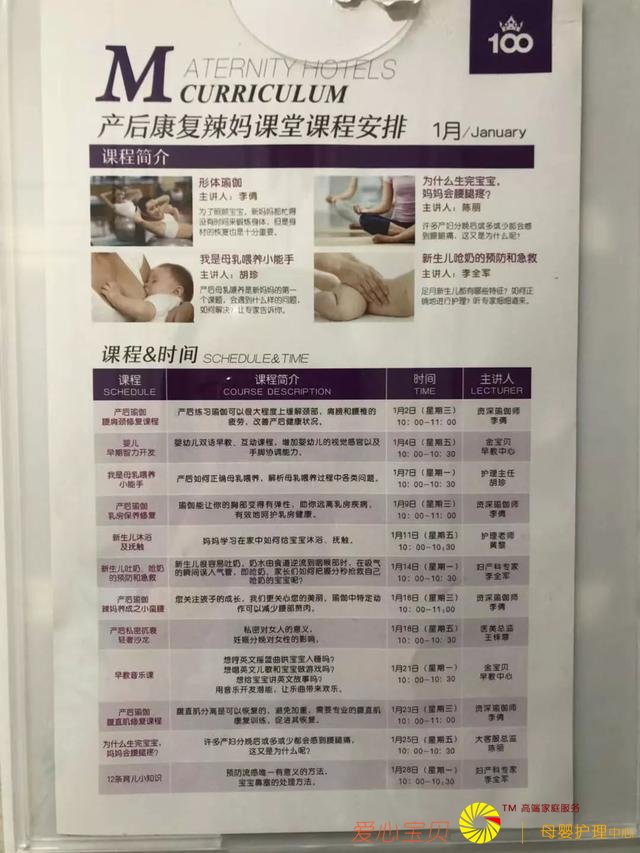 100
MATERNITY HOTELS
CURRICULUM
产后康复辣妈课堂课程安排 1月/January
课程简介
形体瑜伽
主讲人：李倩
为了照顾宝宝，新妈妈都忙得
没有时间来锻炼身体，但是身
材的恢复也是十分重要。
为什么生完宝宝，
妈妈会腰腿疼？
主讲人：陈丽
许多产妇分娩后或多或少都会感
到腰腿痛，这又是为什么呢？
我是母乳喂养小能手
主讲人：胡珍
产后母乳喂养是新妈妈的第一
个课题，会遇到什么样的问题，
如何解决？让专家告诉你。
新生儿呛奶的预防和急救
主讲人：李全军
足月新生儿都有哪些特征？如何正
确地进行护理？听专家细细道来。
课程&时间 SCHEDULE&TIME
课程 课程简介 时间 主讲人
SCHEDULE COURSE DESCRIPTION TIME LECTURER
产后瑜伽
腰肩颈修复课程
产后练习瑜伽可以很大程度上缓解颈部，肩膀和腰椎的
疲劳，改善产后健康状况。
1月2日（星期三）
10：00-11：00
资深瑜伽师
李倩
婴儿
早期智力开发
婴幼儿双语早教、互动课程，增加婴幼儿的视觉感官以及
手脚协调能力。
1月4日（星期五）
10：00-10：30
金宝贝
早教中心
我是母乳喂养
小能手
产后如何正确母乳喂养，解析母乳喂养过程中各类问题。
1月7日（星期一）
10：00-10：30
护理主任
胡珍
产后瑜伽
乳房保养修复
瑜伽能让你的胸部变得有弹性，助你远离乳房疾病，
有效地呵护乳房健康。
1月9日（星期三）
10：00-11：00
资深瑜伽师
李倩
新生儿沐浴
及抚触
妈妈学习在家中如何给宝宝沐浴、抚触。
1月11日（星期五）
10：00-10：30
护理老师
黄黎
新生儿吐奶、呛奶
的预防和急救
新生儿很容易吐奶，奶水由食道逆流到咽喉部时，在吸气
的瞬间误入气管，即呛奶，家长们如何把握分秒抢救自己
呛奶的宝宝呢？
1月14日（星期一）
10：00-10：30
妇产科专家
李全军
产后瑜伽
辣妈养成之小蛮腰
您关注孩子的成长，我们更关心您的美丽，瑜伽中特定动
作可以减少腰部赘肉。
1月16日（星期三）
10：00-11：00
资深瑜伽师
李倩
产后私密抗衰
轻奢沙龙
私密对女人的意义，
妊娠分娩对女性的影响。
1月18日（星期五）
10：00-10：30
医美总监
早教音乐课
想哼英文摇篮曲哄宝宝入睡吗？
想唱英文儿歌和宝宝做游戏吗？
想给宝宝讲英文故事吗？
用音乐开发潜能，让乐曲带来欢乐。
1月21日（星期一）
10：00-10：30
金宝贝
早教中心
产后瑜伽
腹直肌修复课程
腹直肌分离是可以恢复的，避免加重，需要专业的腹直肌
康复训练，促进其恢复。
1月23日（星期三）
10：00-11：00
资深瑜伽师
李倩
为什么生完宝宝，
妈妈会腰腿疼？
许多产妇分娩后或多或少都会感到腰腿痛，
这又是为什么呢？
1月25日（星期五）
10：00-10：30
大客服总监
陈丽
12条育儿小知识
预防流感唯一有意义的方法，
宝宝鼻塞的处理方法。
1月28日（星期一）
10：00-10：30
妇产科专家
李全军
爱心宝贝
TM 高端家庭服务
母婴护理中心